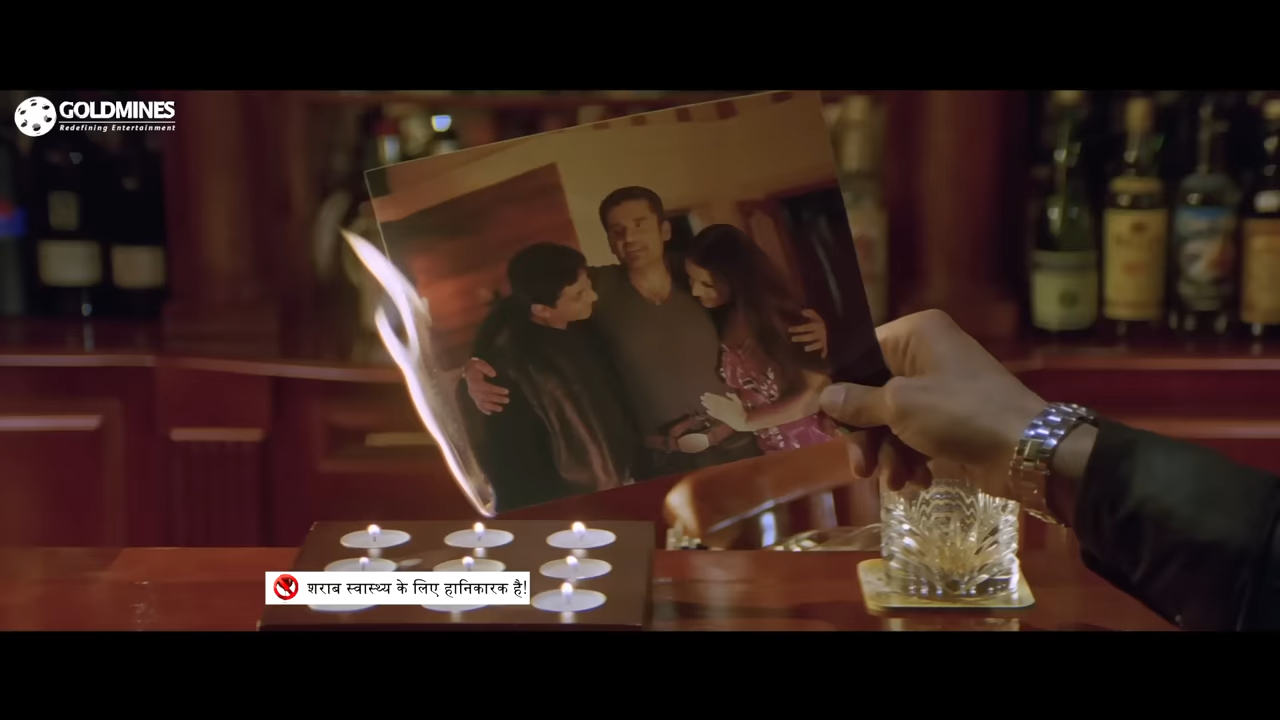 GOLDMINES
Redefining Entertainment
शराब स्वास्थ्य के लिए हानिकारक है!